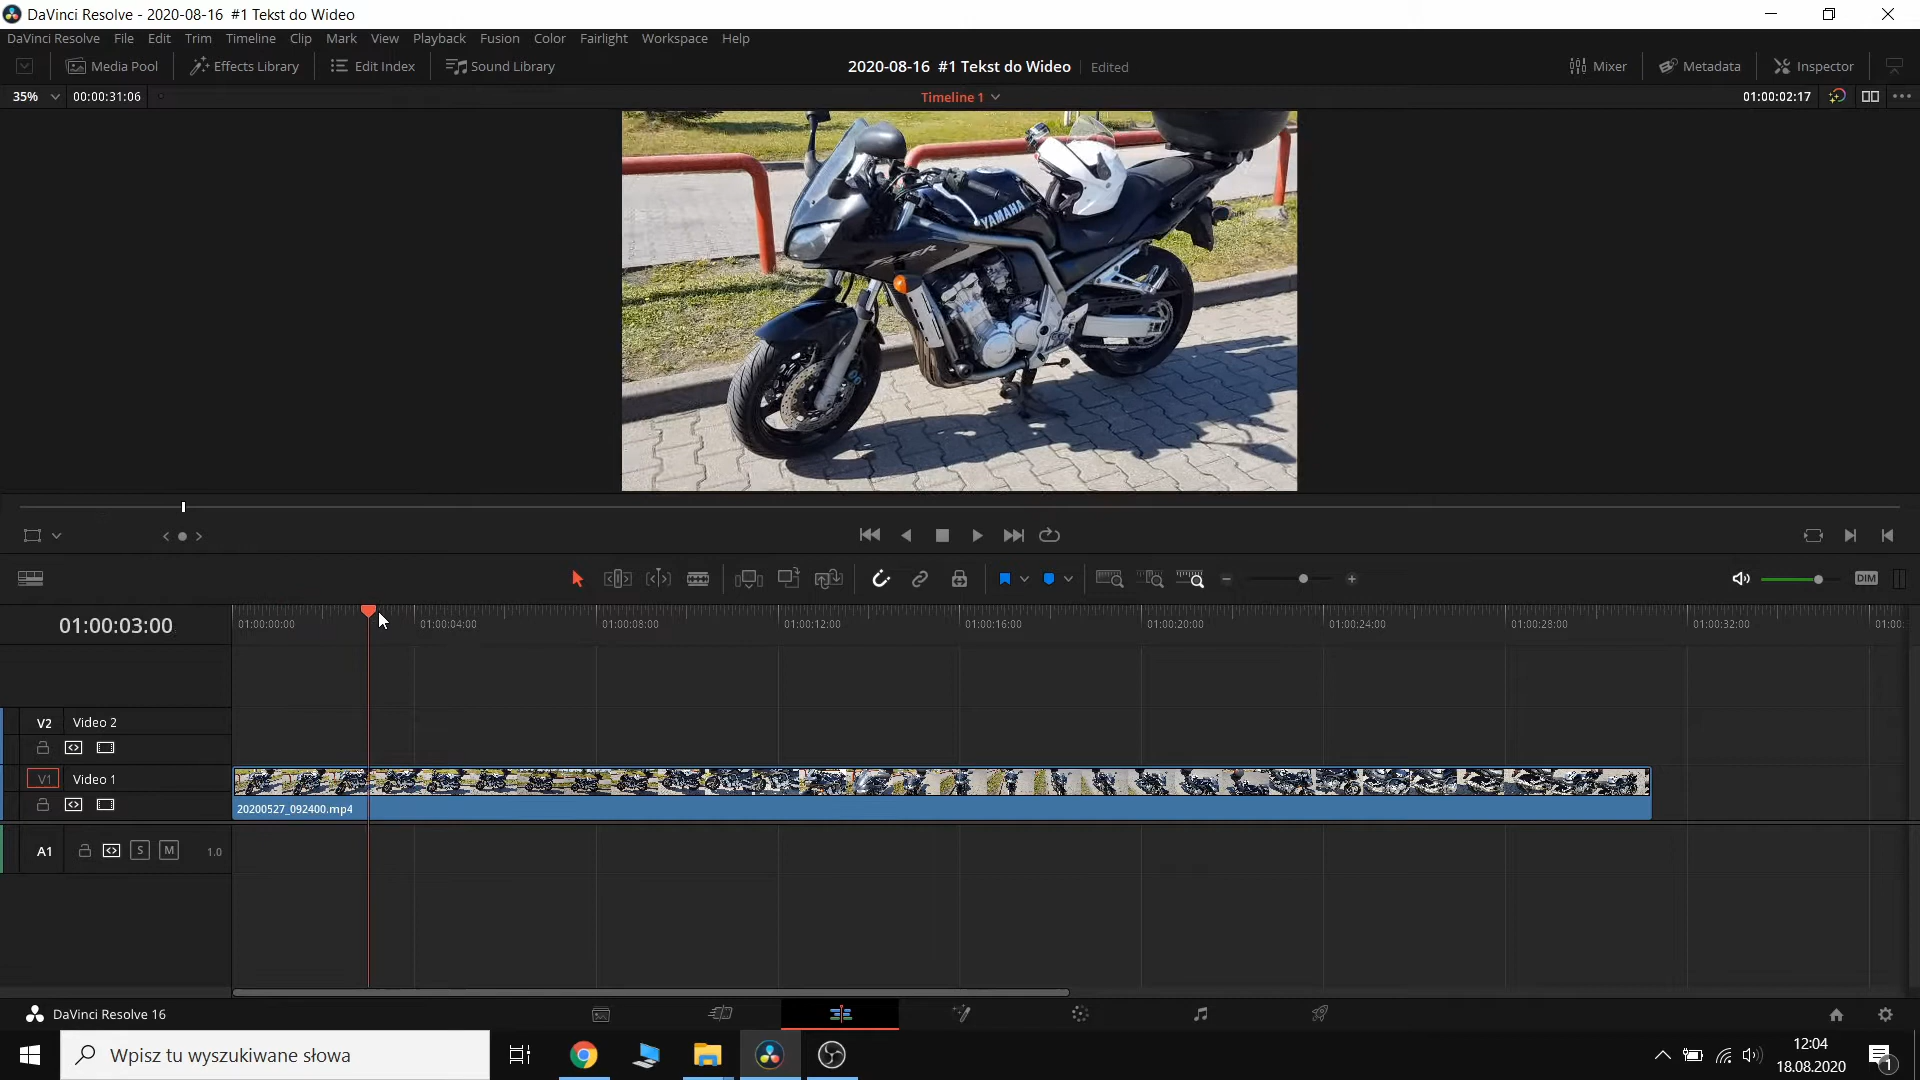 DaVinci Resolve - 2020-08-16  #1 Tekst do Wideo
DaVinci Resolve File Edit Trim Timeline Clip Mark View Playback Fusion Color Fairlight Workspace Help
Media Pool Effects Library Edit Index Sound Library 2020-08-16  #1 Tekst do Wideo Edited Mixer Metadata Inspector
35% 00:00:31:06 Timeline 1 01:00:02:17
YAMAHA
FAZER
DIM
01:00:03:00 01:00:00:00 01:00:04:00 01:00:08:00 01:00:12:00 01:00:16:00 01:00:20:00 01:00:24:00 01:00:28:00 01:00:32:00 01:00:
V2 Video 2
V1 Video 1
20200527_092400.mp4
A1 S M 1.0
DaVinci Resolve 16
Wpisz tu wyszukiwane słowa
12:04
18.08.2020
1